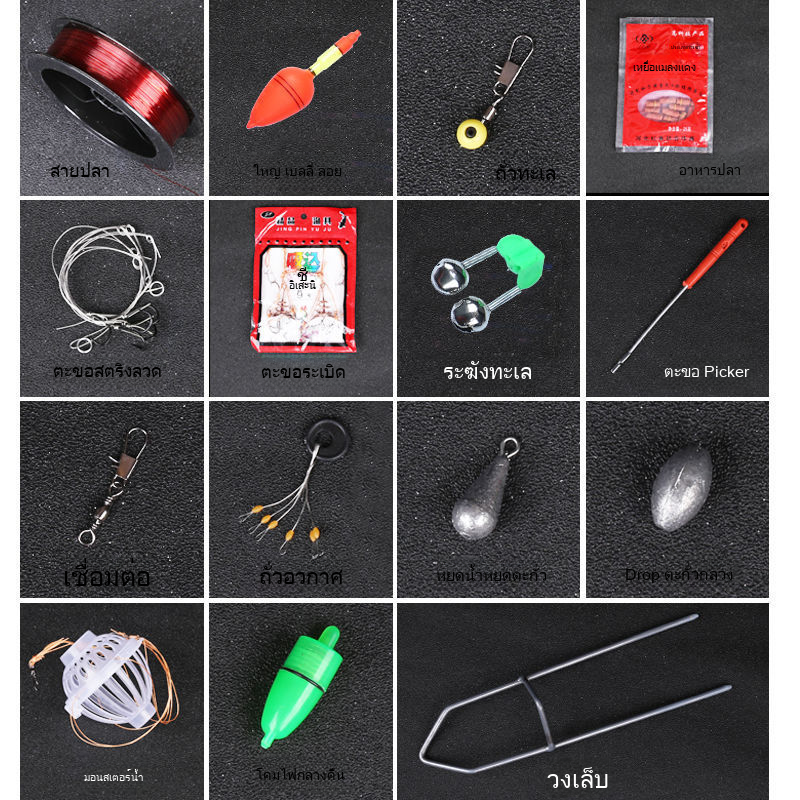 สายปลา
ใหญ่ เบลลี่ ลอย
ถั่วทะเล
เหยื่อแมลงแดง
อาหารปลา
ตะขอสตริงลวด
JING PIN YU JU
ชี
อิเสะนิ
ตะขอระเบิด
ระฆังทะเล
ตะขอ Picker
เชื่อมต่อ
ถั่วอวกาศ
หยดน้ำหยดตะกั่ว
Drop ตะกั่วกลวง
มอนสเตอร์น้ำ
โคมไฟกลางคืน
วงเล็บ